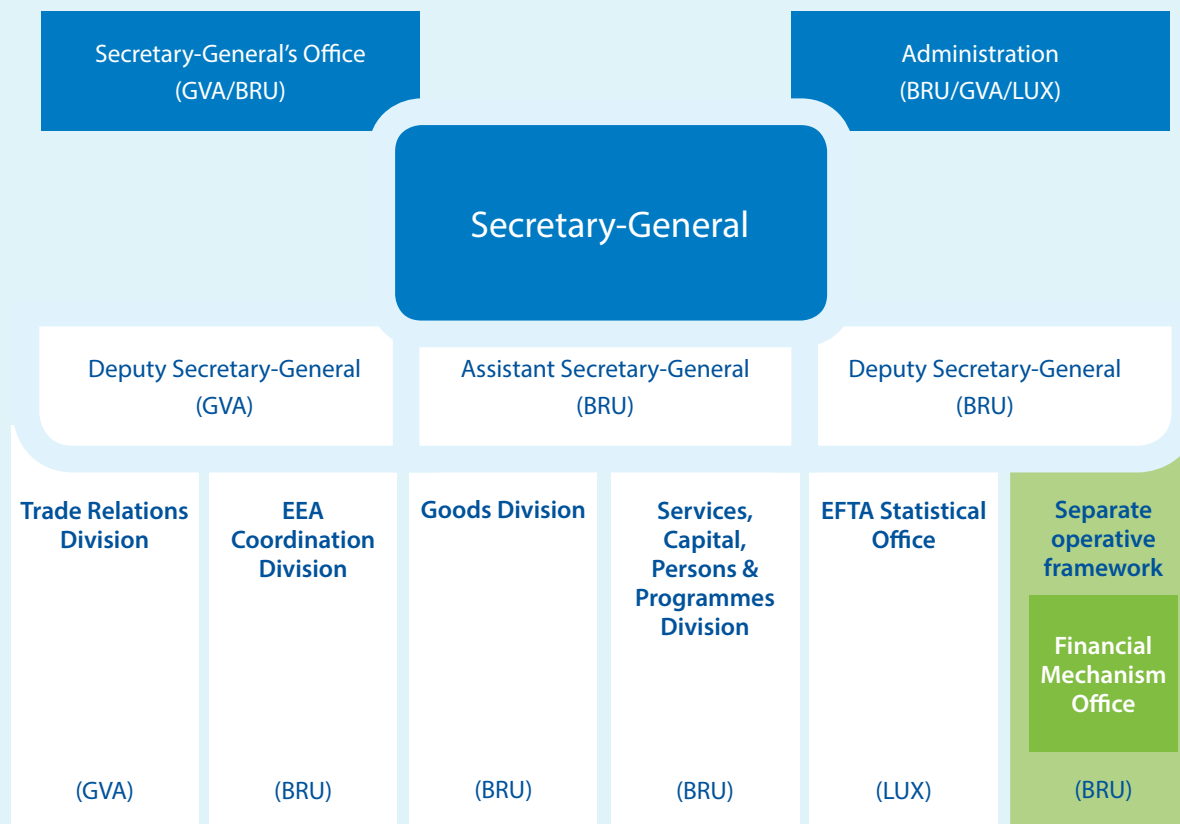 Secretary-General’s Office
(GVA/BRU)
Administration
(BRU/GVA/LUX)
Secretary-General
Deputy Secretary-General
(GVA)
Assistant Secretary-General
(BRU)
Deputy Secretary-General
(BRU)
Trade Relations
Division
(GVA)
EEA
Coordination
Division
(BRU)
Goods Division
(BRU)
Services,
Capital,
Persons &
Programmes
Division
(BRU)
EFTA Statistical
Office
(LUX)
Separate
operative
framework
Financial
Mechanism
Office
(BRU)